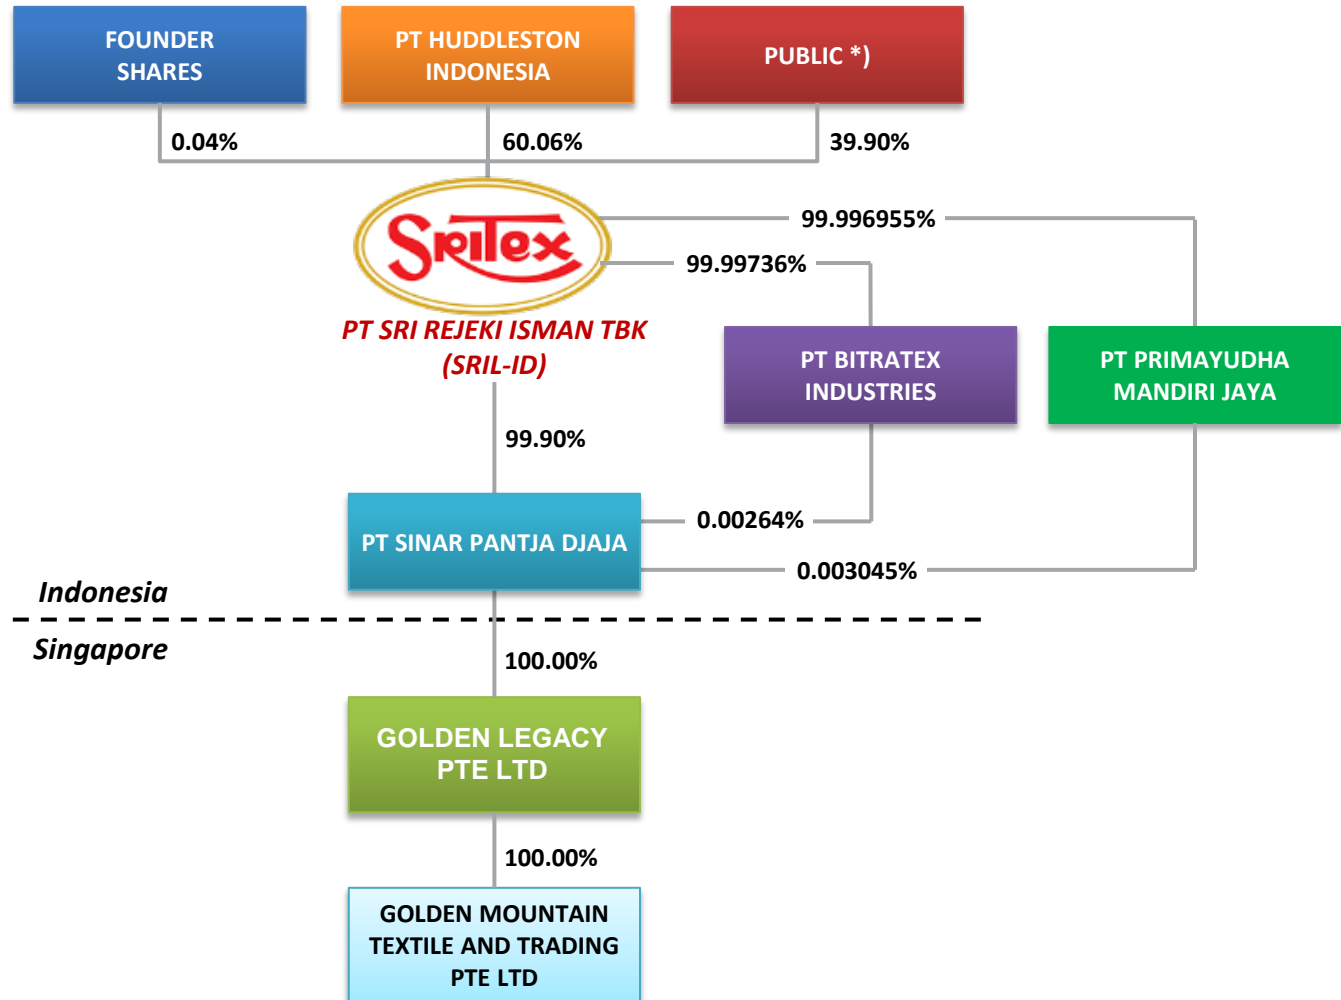 FOUNDER
SHARES
PT HUDDLESTON
INDONESIA
PUBLIC *)
0.04%
60.06%
39.90%
SRITEX
99.996955%
99.99736%
PT SRI REJEKI ISMAN TBK
(SRIL-ID)
PT BITRATEX
INDUSTRIES
PT PRIMAYUDHA
MANDIRI JAYA
99.90%
0.00264%
PT SINAR PANTJA DJAJA
0.003045%
Indonesia
Singapore
100.00%
GOLDEN LEGACY
PTE LTD
100.00%
GOLDEN MOUNTAIN
TEXTILE AND TRADING
PTE LTD